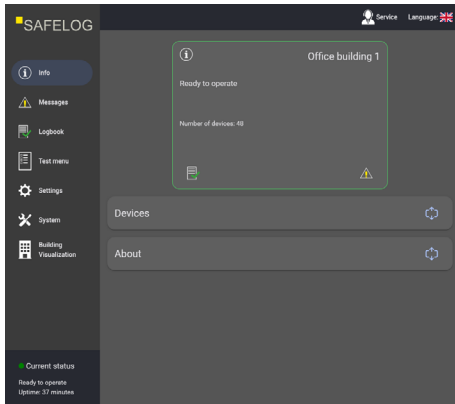 SAFELOG
Service
Language:
Info
Messages
Logbook
Test menu
Settings
System
Building
Visualization
Office building 1
Ready to operate
Number of devices: 48
Devices
About
Current status
Ready to operate
Uptime: 37 minutes